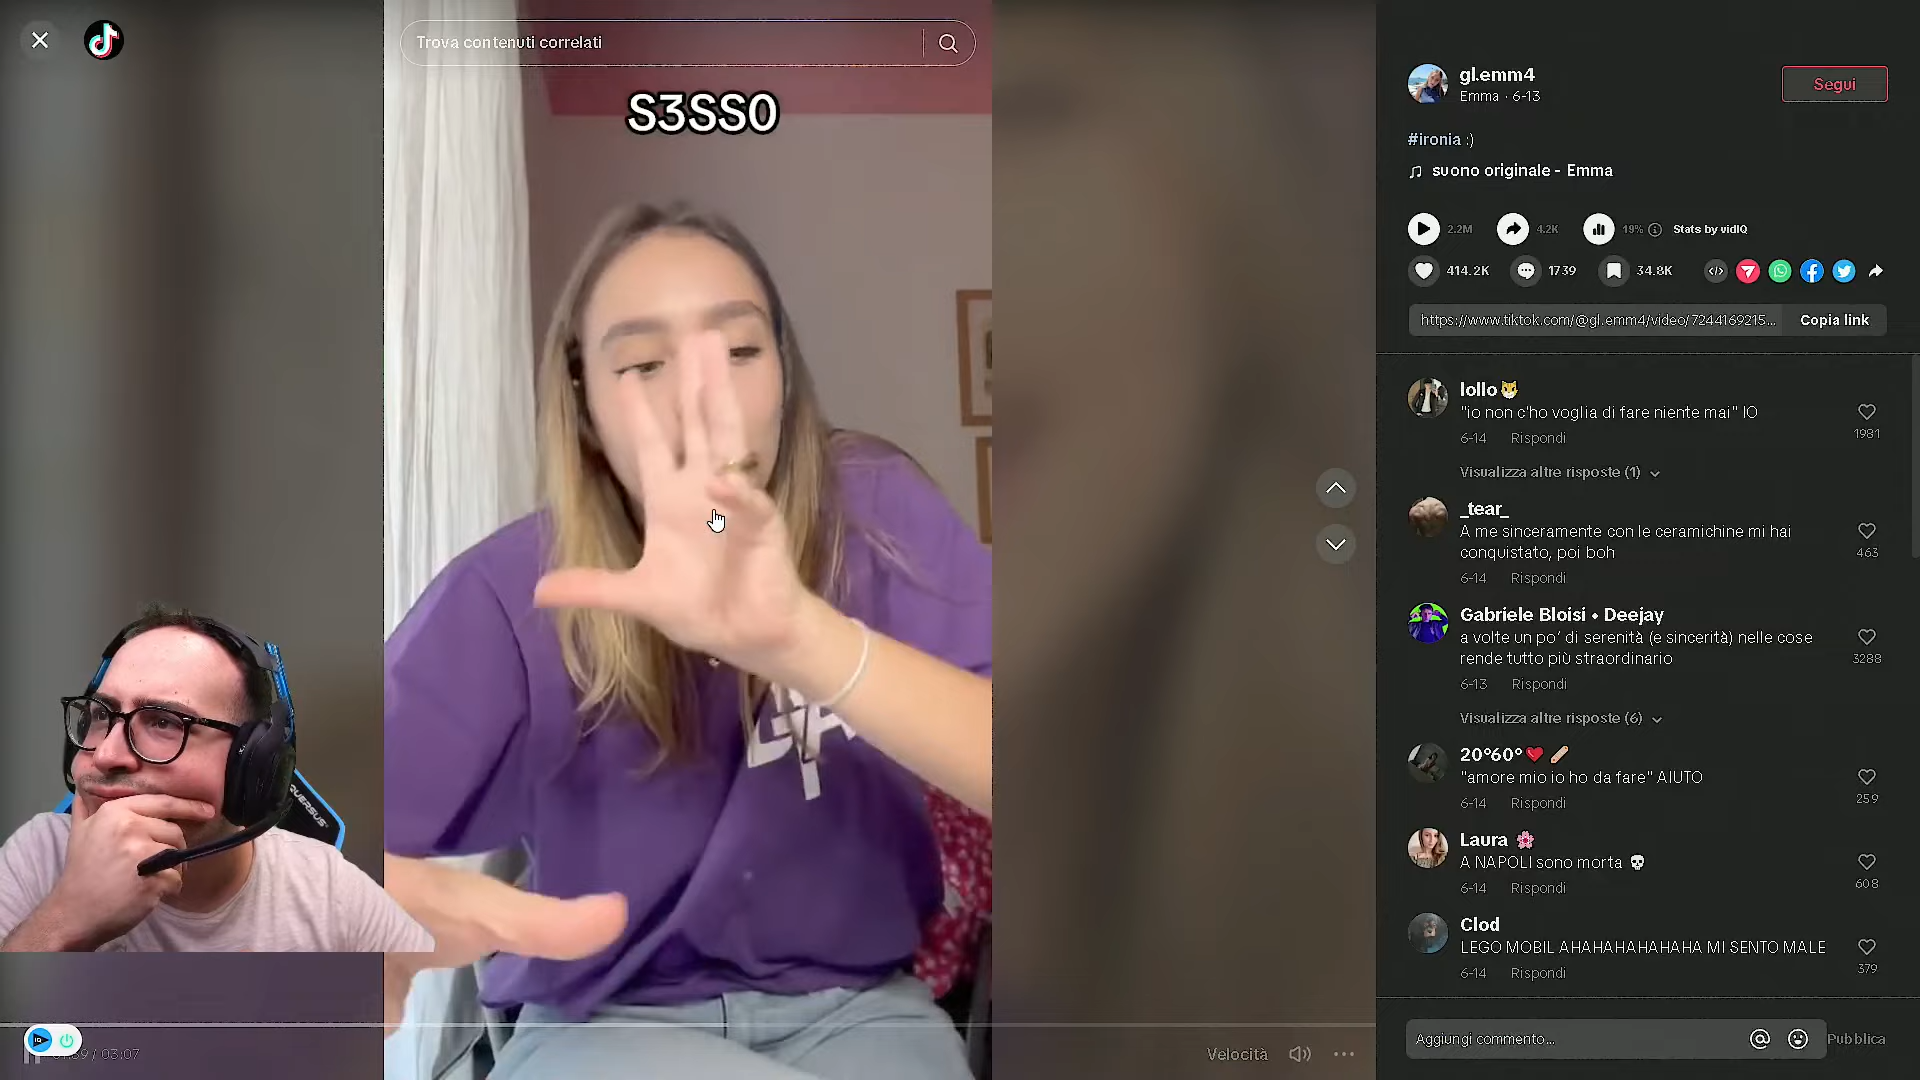 Trova contenuti correlati
S3SS0
gl.emm4
Emma · 6-13
Segui
#ironia :)
suono originale - Emma
2.2M
4.2K
19%
Stats by vidIQ
414.2K
1739
34.8K
https://www.tiktok.com/@gl.emm4/video/7244169215...
Copia link
lollo🐯
"io non c'ho voglia di fare niente mai" IO
6-14 Rispondi
1981
Visualizza altre risposte (1)
_tear_
A me sinceramente con le ceramichine mi hai
conquistato, poi boh
6-14 Rispondi
463
Gabriele Bloisi • Deejay
a volte un po' di serenità (e sincerità) nelle cose
rende tutto più straordinario
6-13 Rispondi
3288
Visualizza altre risposte (6)
20°60°❤️🩹
"amore mio io ho da fare" AIUTO
6-14 Rispondi
259
Laura 🌸
A NAPOLI sono morta 💀
6-14 Rispondi
608
Clod
LEGO MOBIL AHAHAHAHAHAHA MI SENTO MALE
6-14 Rispondi
379
QUERSUS
/ 03:07
Velocità
Aggiungi commento...
Pubblica